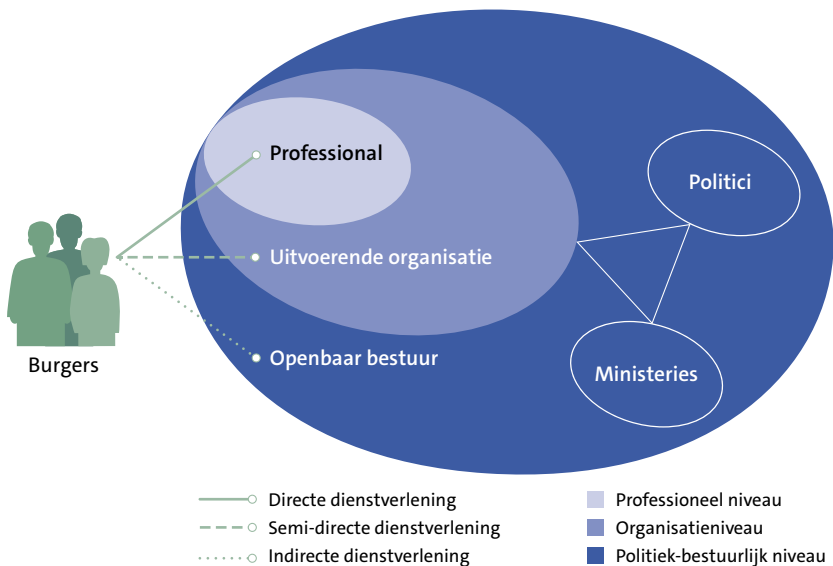 Professional
Politici
Uitvoerende organisatie
Openbaar bestuur
Burgers
Ministeries
Directe dienstverlening
Semi-directe dienstverlening
Indirecte dienstverlening
Professioneel niveau
Organisatieniveau
Politiek-bestuurlijk niveau